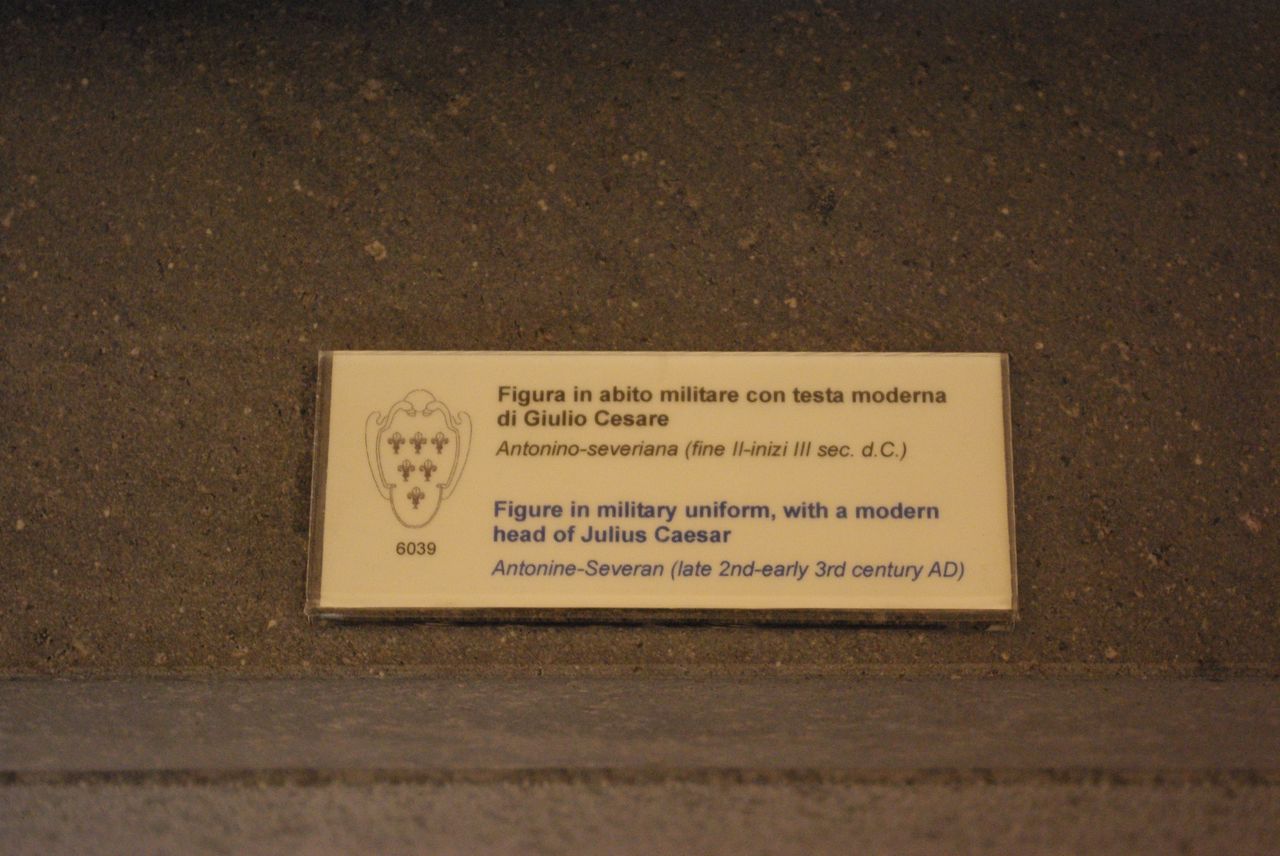 Figura in abito militare con testa moderna
di Giulio Cesare
Antonino-severiana (fine II-inizi III sec. d.C.)
Figure in military uniform, with a modern
head of Julius Caesar
Antonine-Severan (late 2nd-early 3rd century AD)
6039